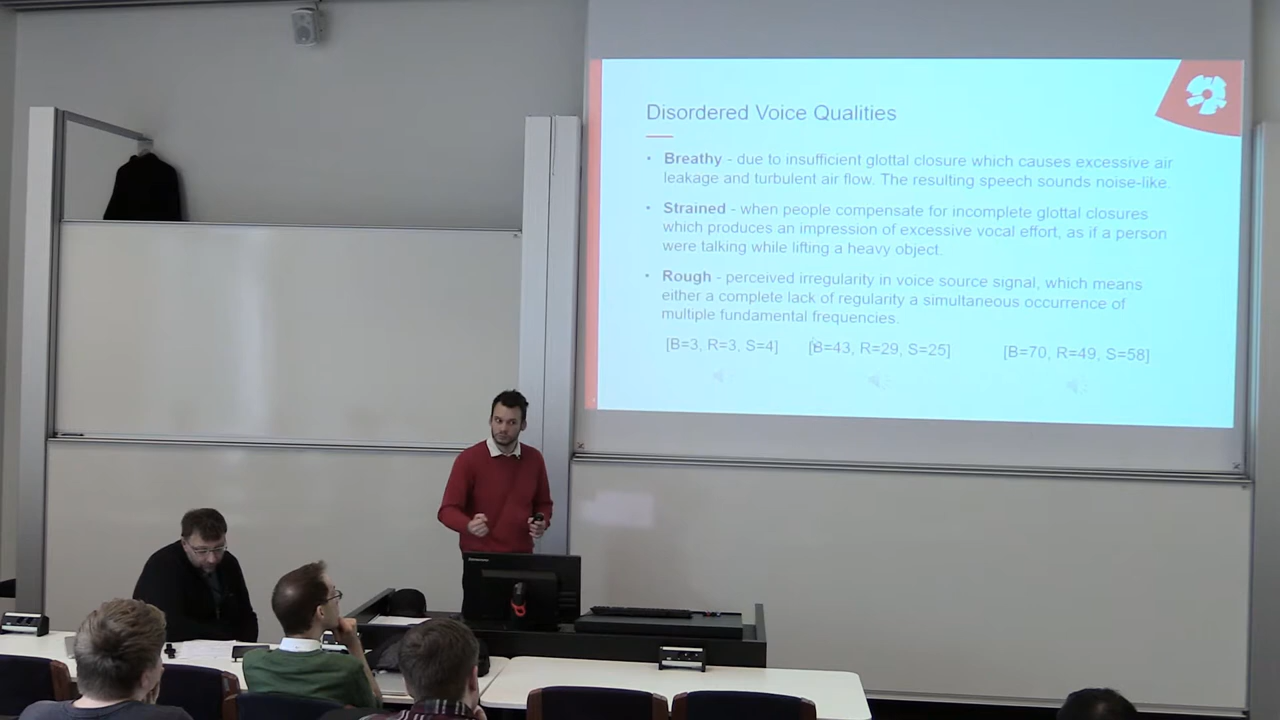 Disordered Voice Qualities
• Breathy - due to insufficient glottal closure which causes excessive air
leakage and turbulent air flow. The resulting speech sounds noise-like.
• Strained - when people compensate for incomplete glottal closures
which produces an impression of excessive vocal effort, as if a person
were talking while lifting a heavy object.
• Rough - perceived irregularity in voice source signal, which means
either a complete lack of regularity a simultaneous occurrence of
multiple fundamental frequencies.
[B=3, R=3, S=4] [B=43, R=29, S=25] [B=70, R=49, S=58]